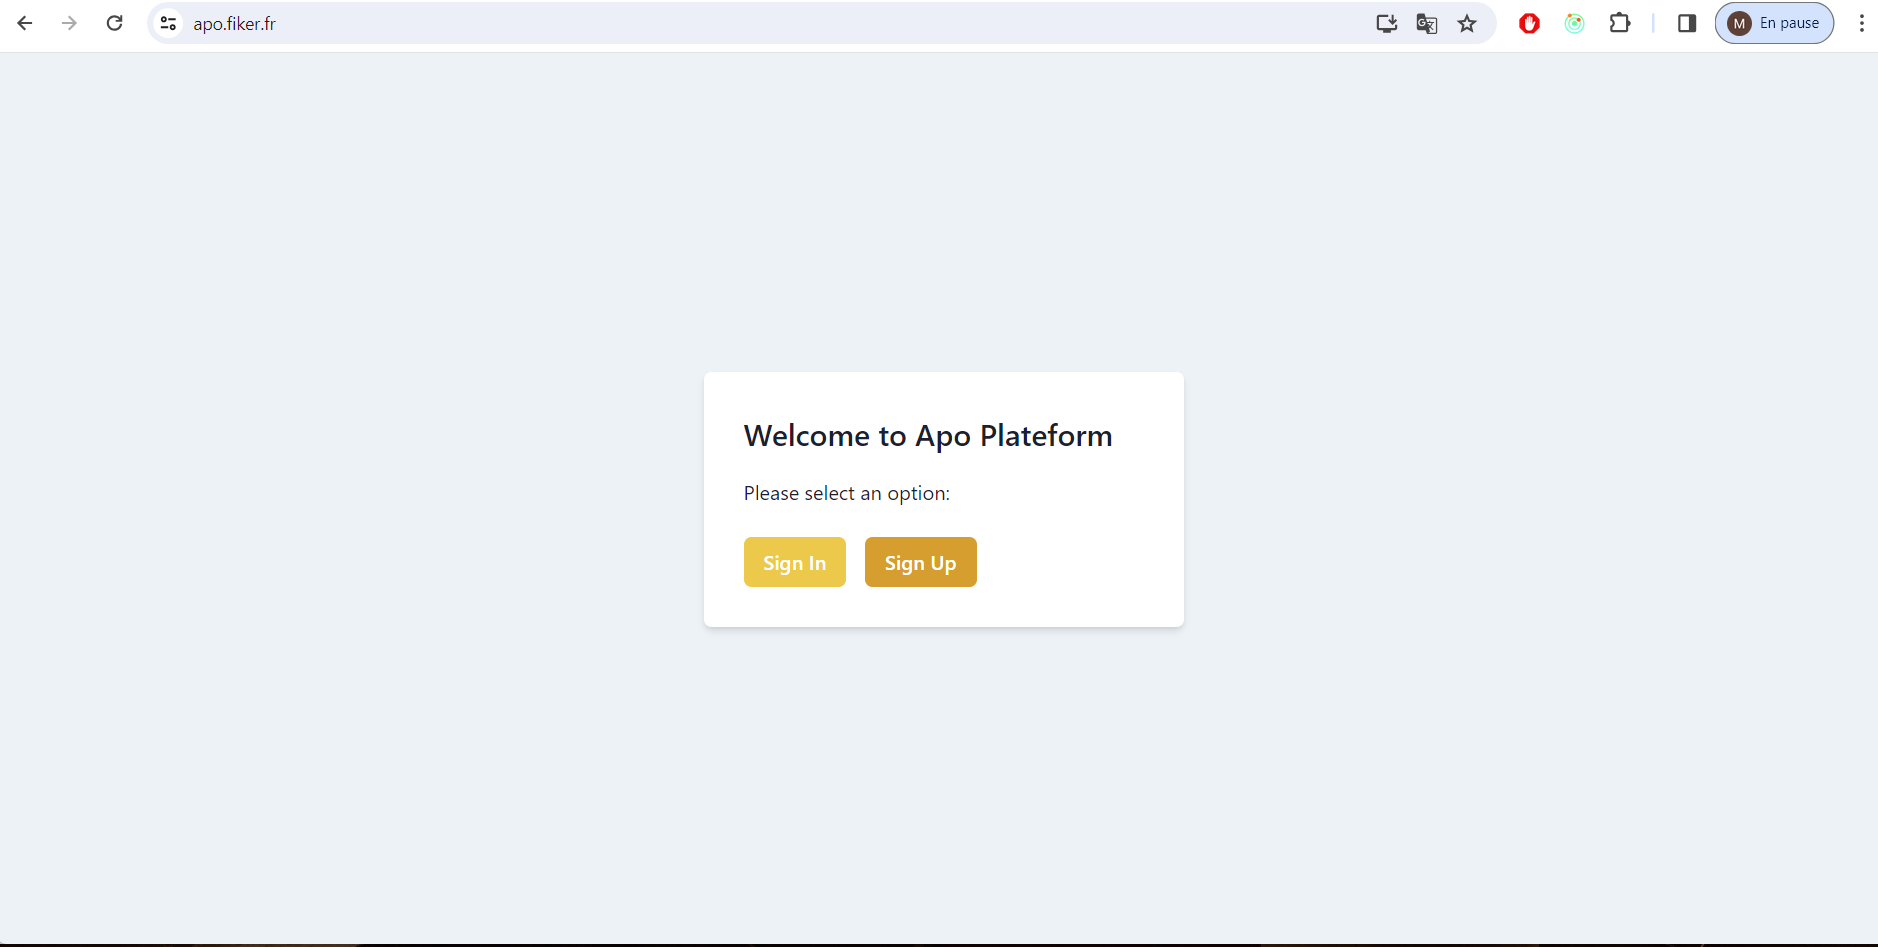 apo.fiker.fr
M En pause
Welcome to Apo Plateform
Please select an option:
Sign In Sign Up